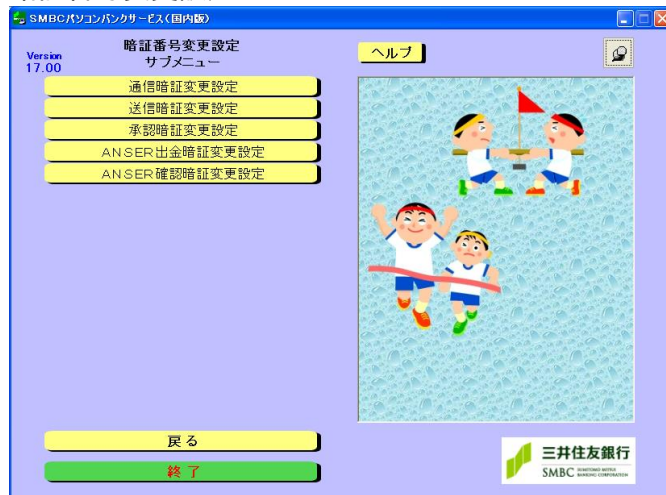 SMBCパソコンバンクサービス(国内版)
Version
17.00
暗証番号変更設定
サブメニュー
ヘルプ
通信暗証変更設定
送信暗証変更設定
承認暗証変更設定
ANSER出金暗証変更設定
ANSER確認暗証変更設定
戻る
終了
三井住友銀行
SMBC SUMITOMO MITSUI
BANKING CORPORATION